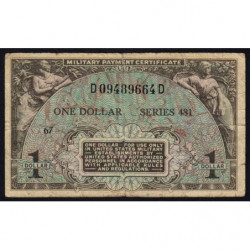 MILITARY PAYMENT CERTIFICATE
D09489664D
ONE DOLLAR SERIES 481
67
ONE DOLLAR - FOR USE ONLY
IN UNITED STATES MILITARY
ESTABLISHMENTS BY
UNITED STATES AUTHORIZED
PERSONNEL IN ACCORDANCE
WITH APPLICABLE RULES
AND REGULATIONS
1 1
DOLLAR DOLLAR